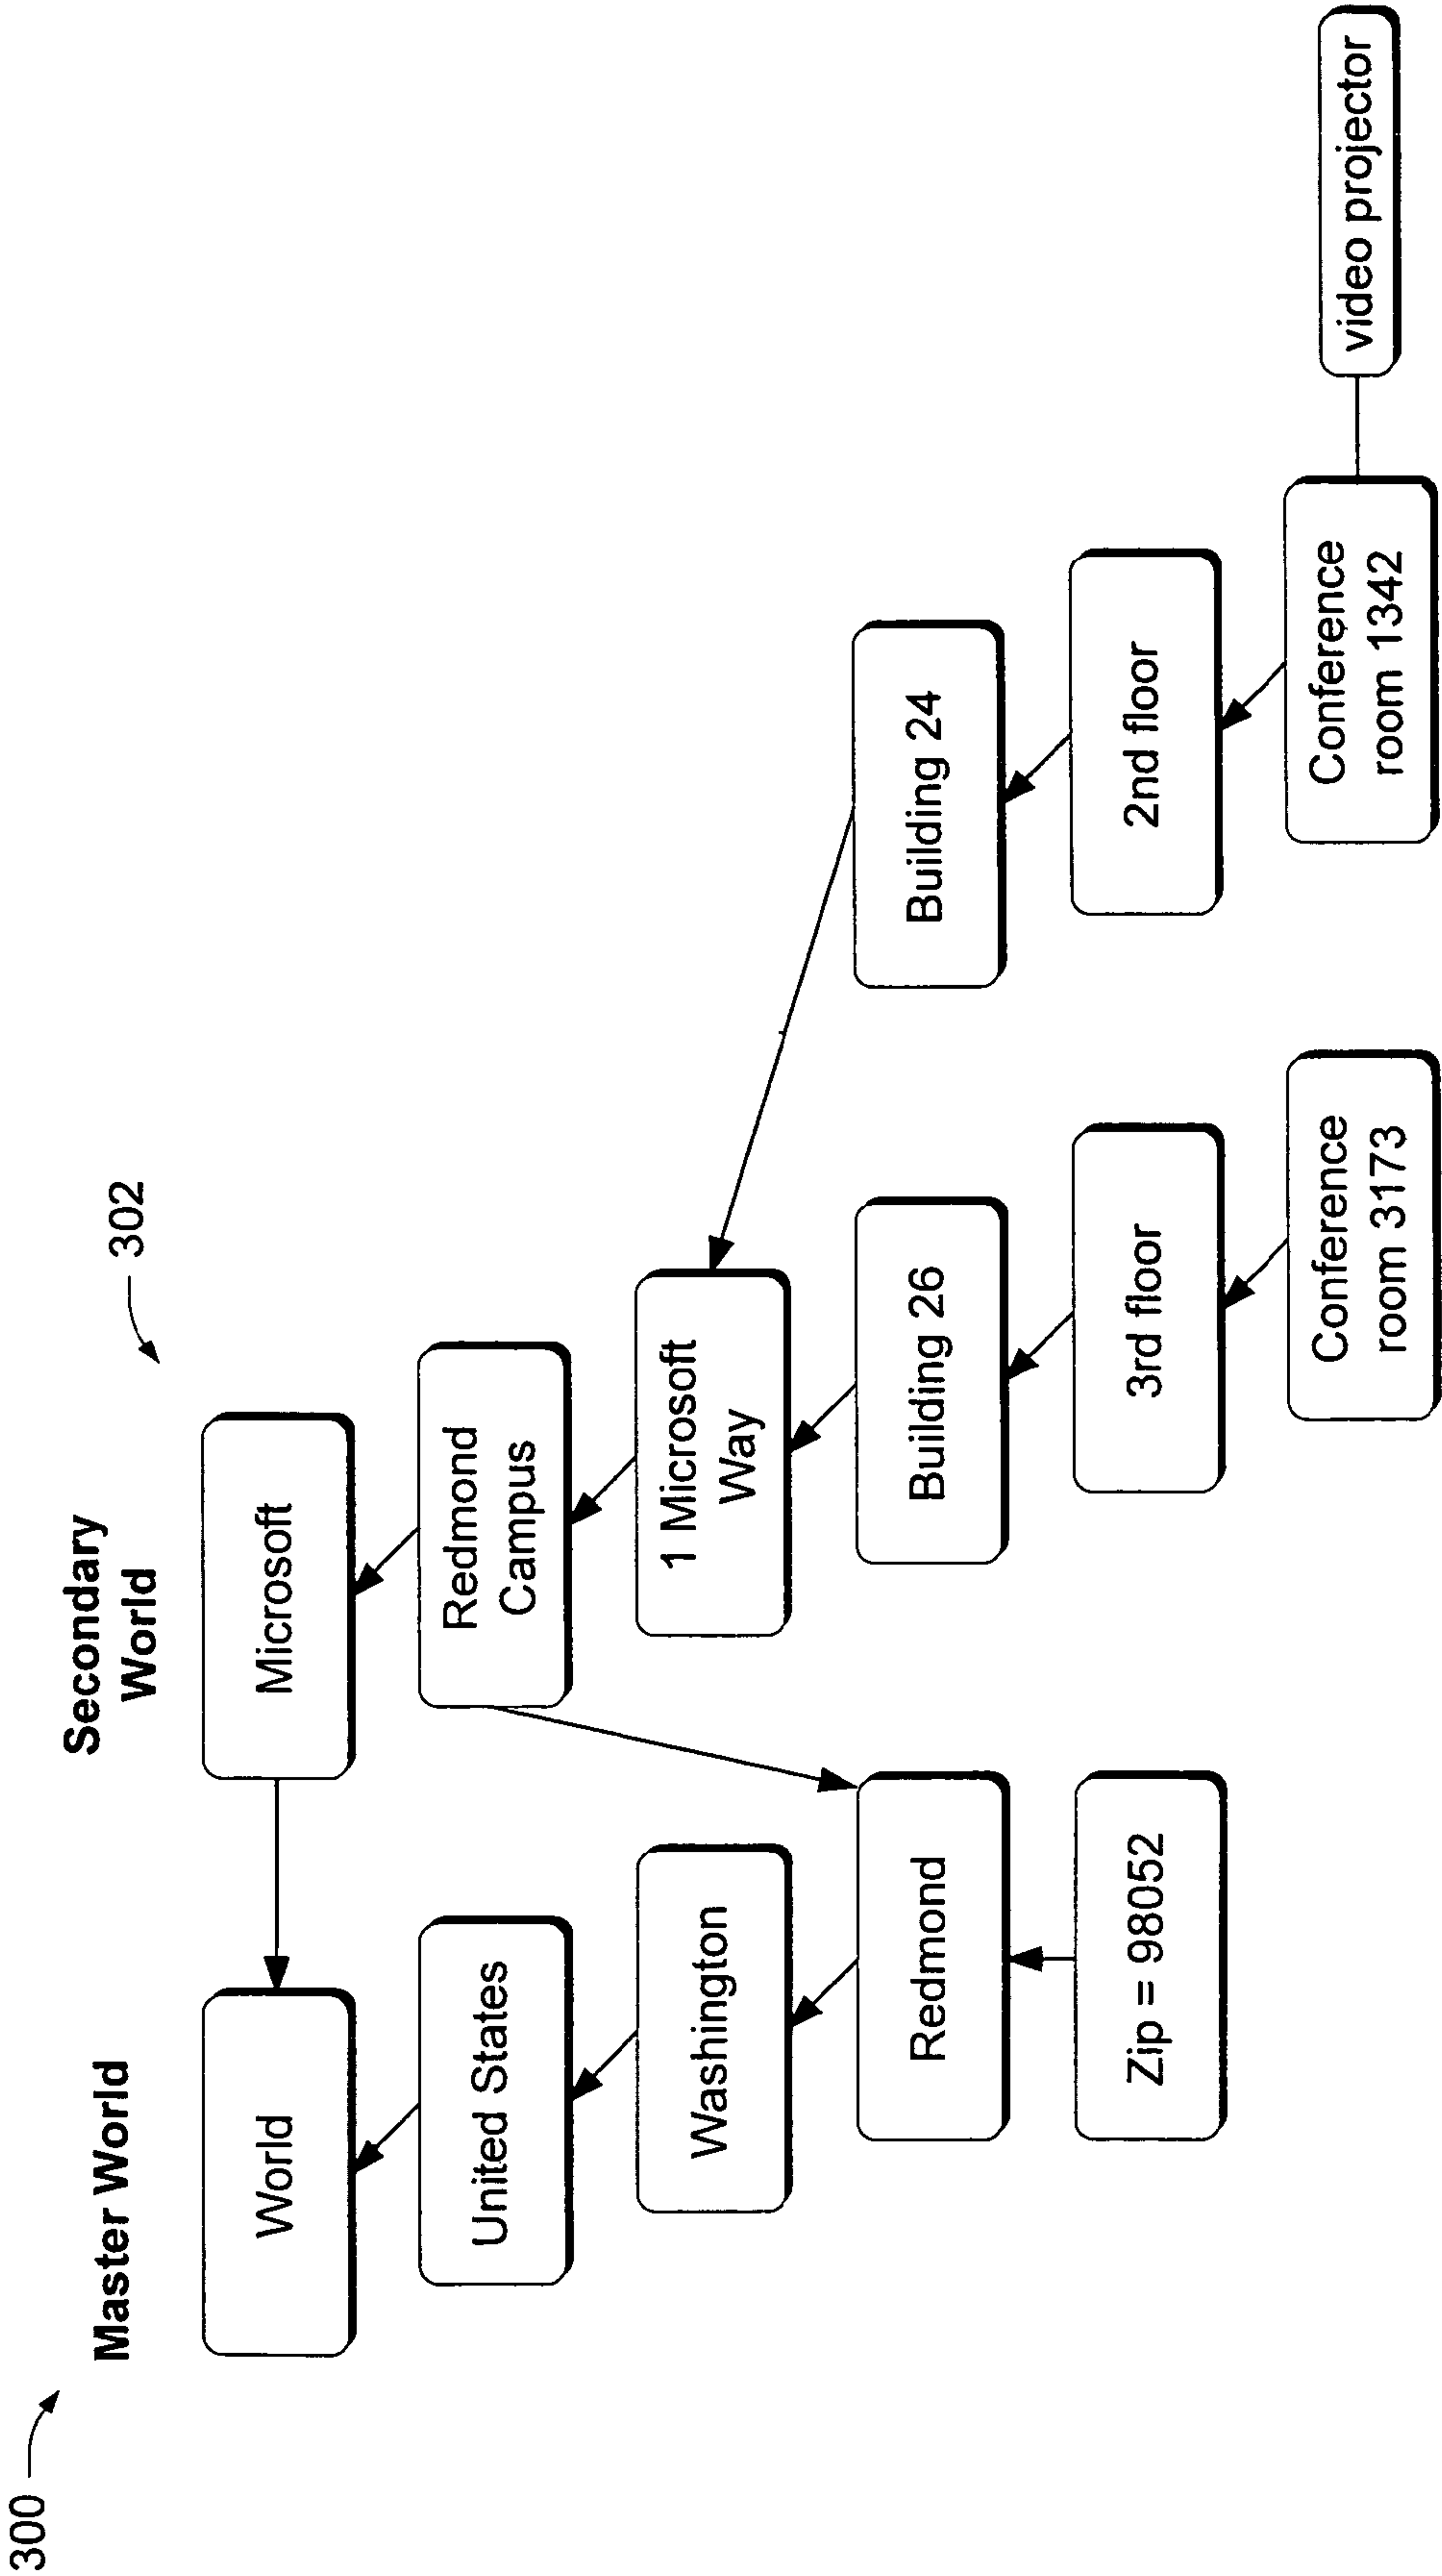 300
Master World
Secondary
World
302
World
Microsoft
United States
Redmond
Campus
Washington
1 Microsoft
Way
Redmond
Building 26
Building 24
Zip = 98052
3rd floor
2nd floor
Conference
room 3173
Conference
room 1342
video projector